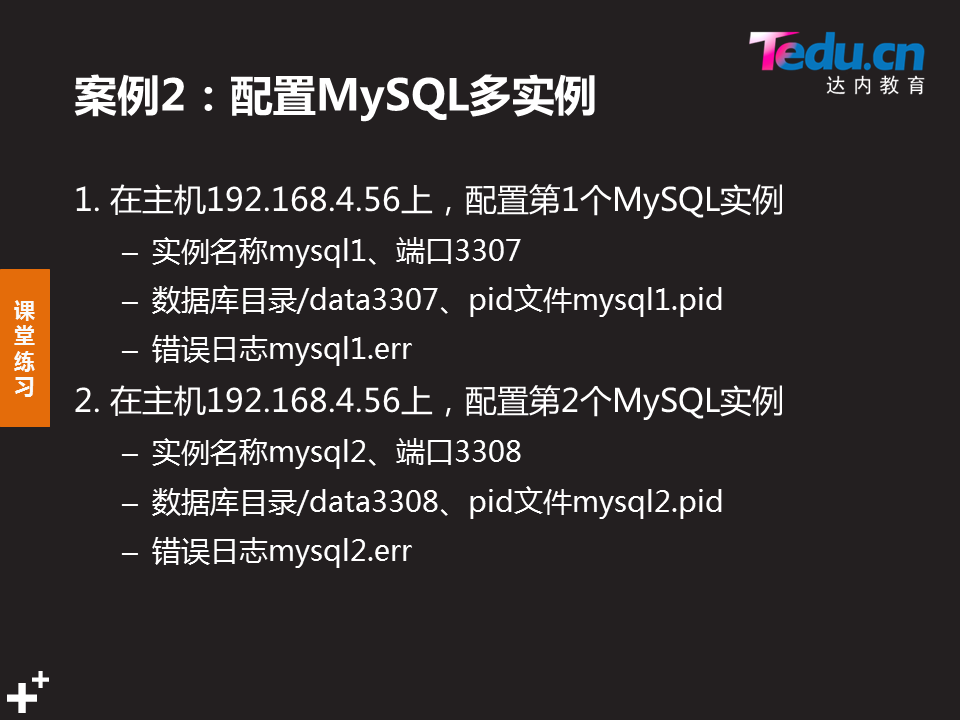 Tedu.cn
达内教育
案例2：配置MySQL多实例
1. 在主机192.168.4.56上，配置第1个MySQL实例
– 实例名称mysql1、端口3307
– 数据库目录/data3307、pid文件mysql1.pid
– 错误日志mysql1.err
2. 在主机192.168.4.56上，配置第2个MySQL实例
– 实例名称mysql2、端口3308
– 数据库目录/data3308、pid文件mysql2.pid
– 错误日志mysql2.err
课堂练习